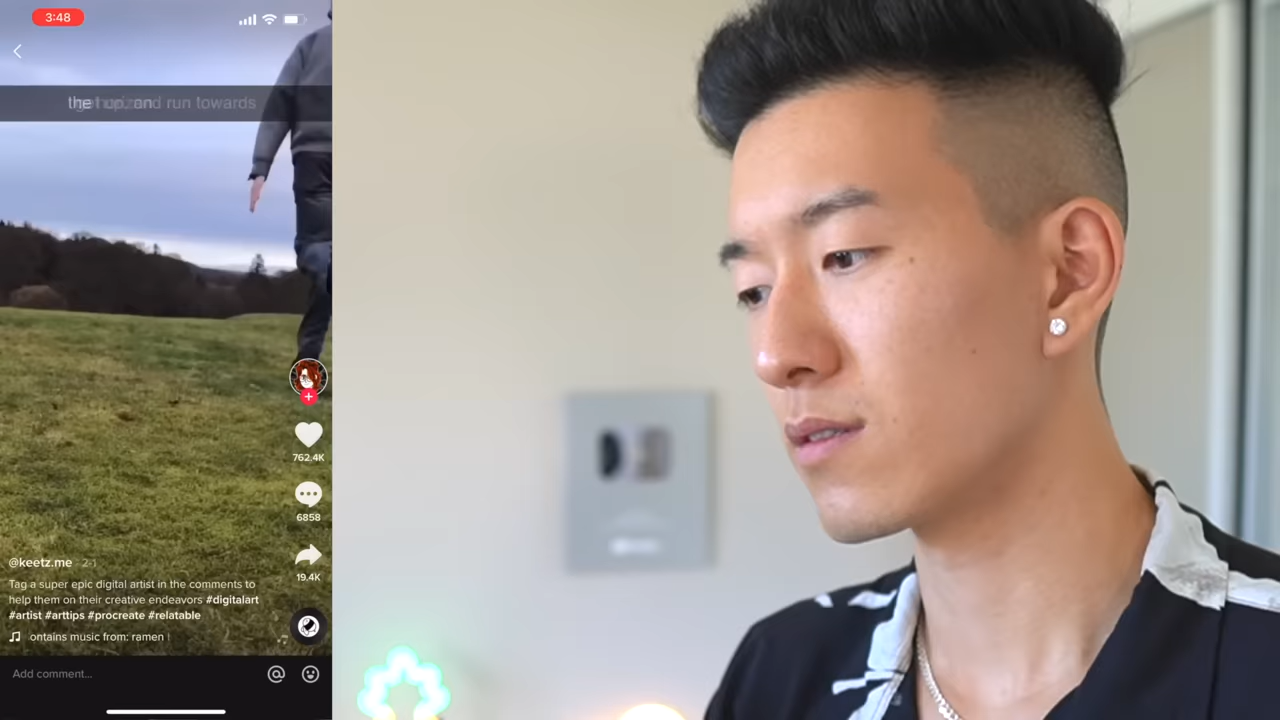 3:48
and run towards
762.4K
6858
19.4K
@keetz.me · 2-1
Tag a super epic digital artist in the comments to
help them on their creative endeavors #digitalart
#artist #arttips #procreate #relatable
ontains music from: ramen
Add comment...